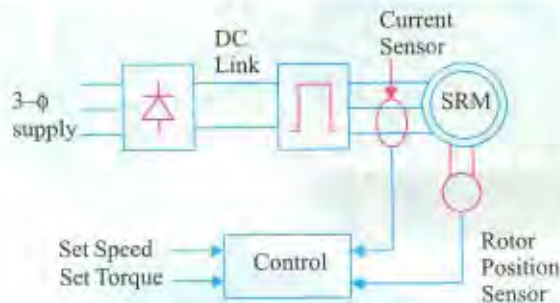 Current
Sensor
DC
Link
3–ϕ
supply
SRM
Set Speed
Set Torque
Control
Rotor
Position
Sensor